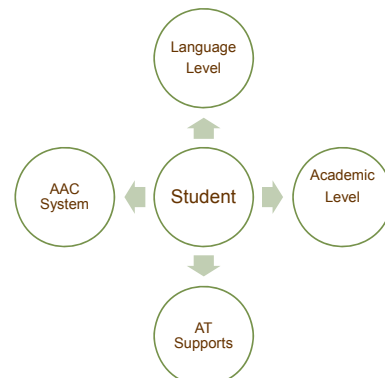 Language
Level
AAC
System
Student
Academic
Level
AT
Supports